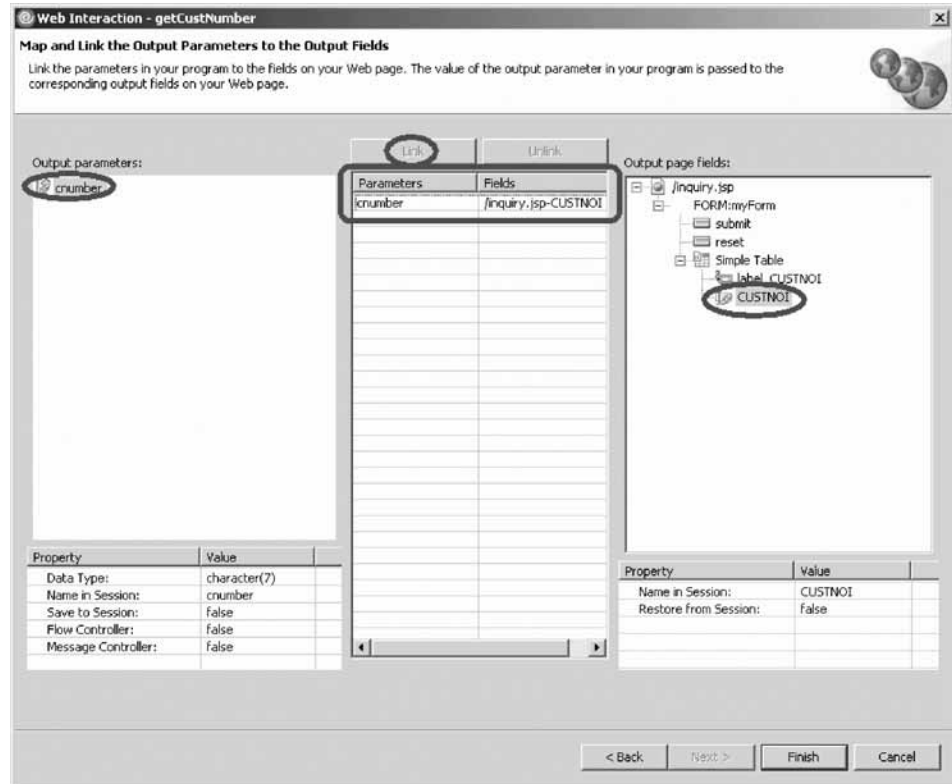 Web Interaction - getCustNumber
Map and Link the Output Parameters to the Output Fields
Link the parameters in your program to the fields on your Web page. The value of the output parameter in your program is passed to the
corresponding output fields on your Web page.
Output parameters:
cnumber
Link
Unlink
Parameters Fields
cnumber /inquiry.jsp-CUSTNOI
Output page fields:
/inquiry.jsp
FORM:myForm
submit
reset
Simple Table
label_CUSTNOI
CUSTNOI
Property Value
Data Type: character(7)
Name in Session: cnumber
Save to Session: false
Flow Controller: false
Message Controller: false
Property Value
Name in Session: CUSTNOI
Restore from Session: false
< Back
Next >
Finish
Cancel